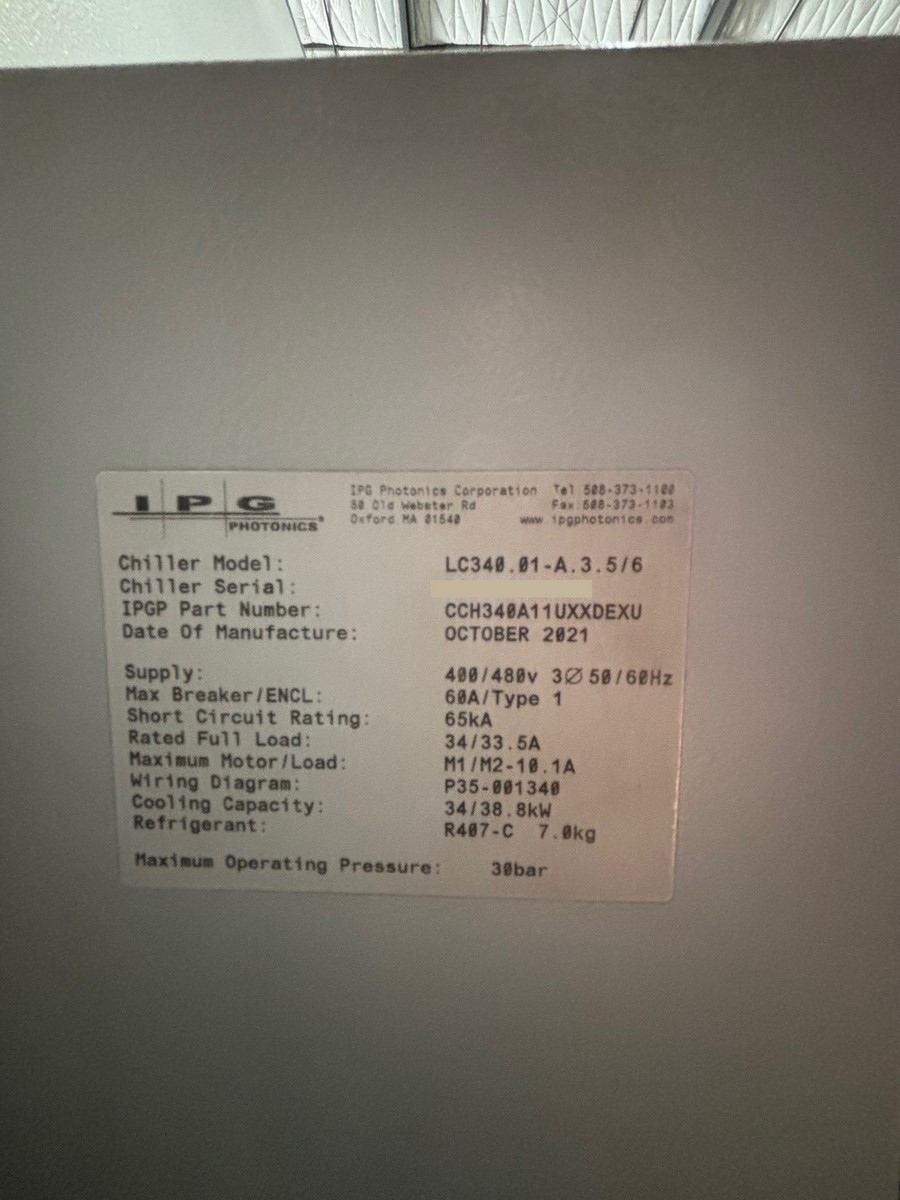 IPG
PHOTONICS®
IPG Photonics Corporation Tel 508-373-1100
50 Old Webster Rd Fax 508-373-1103
Oxford MA 01540 www ipgphotonics.com
Chiller Model: LC340.01-A.3.5/6
Chiller Serial:
IPGP Part Number: CCH340A11UXXDEXU
Date Of Manufacture: OCTOBER 2021
Supply: 400/480v 3Ø 50/60Hz
Max Breaker/ENCL: 60A/Type 1
Short Circuit Rating: 65kA
Rated Full Load: 34/33.5A
Maximum Motor/Load: M1/M2-10.1A
Wiring Diagram: P35-001340
Cooling Capacity: 34/38.8kW
Refrigerant: R407-C 7.0kg
Maximum Operating Pressure: 30bar